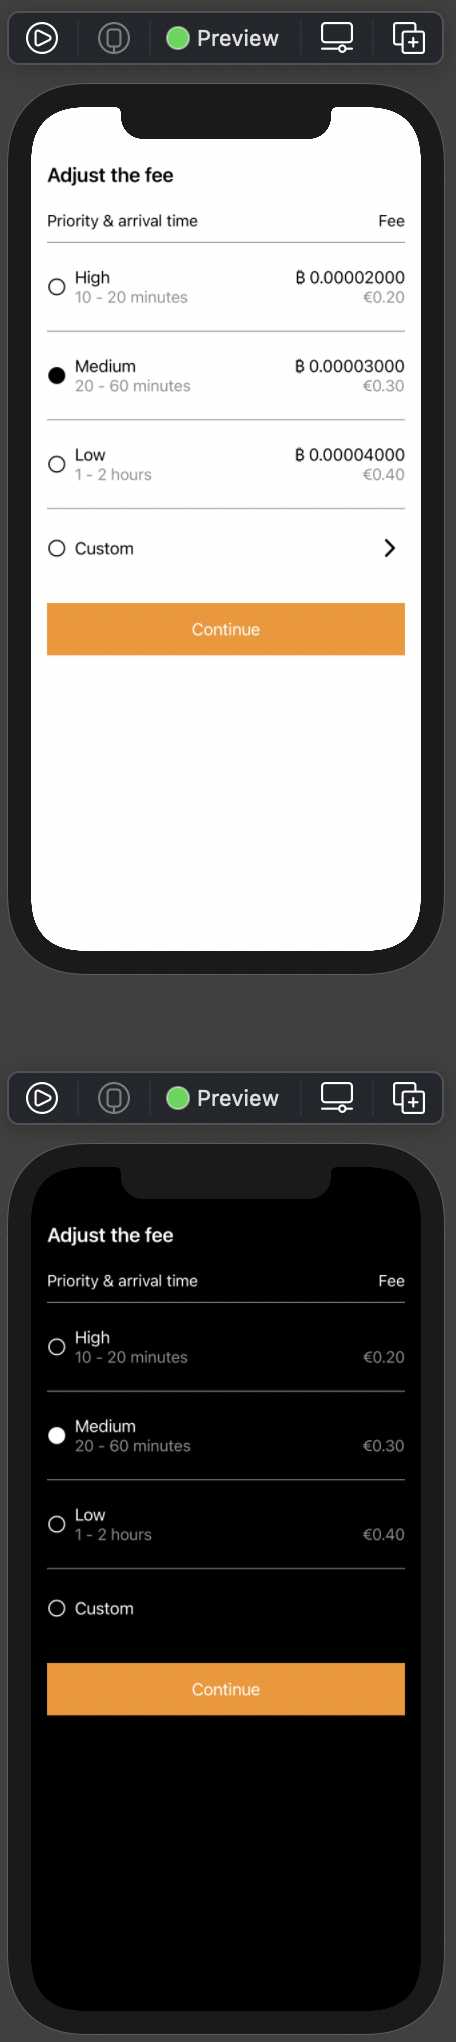 Preview
Adjust the fee
Priority & arrival time Fee
High ₿ 0.00002000
10 - 20 minutes €0.20
Medium ₿ 0.00003000
20 - 60 minutes €0.30
Low ₿ 0.00004000
1 - 2 hours €0.40
Custom
Continue
Preview
Adjust the fee
Priority & arrival time Fee
High
10 - 20 minutes €0.20
Medium
20 - 60 minutes €0.30
Low
1 - 2 hours €0.40
Custom
Continue